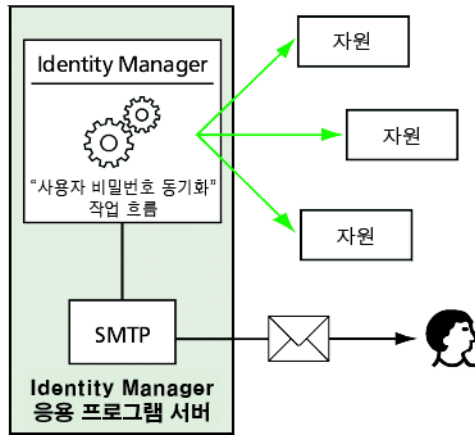 Identity Manager
“사용자 비밀번호 동기화”
작업 흐름
자원
자원
자원
SMTP
Identity Manager
응용 프로그램 서버